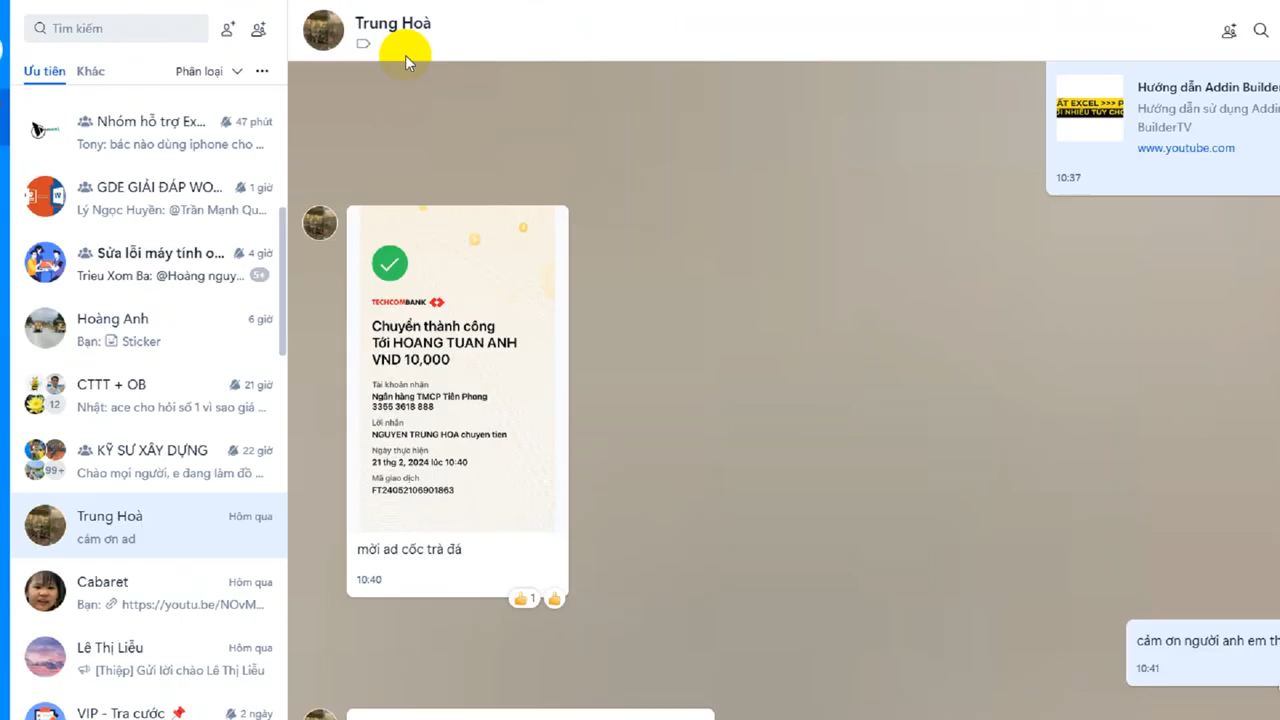 Tìm kiếm
Ưu tiên
Khác
Phân loại
Nhóm hỗ trợ Ex...
47 phút
Tony: bác nào dùng iphone cho ...
GDE GIẢI ĐÁP WO...
1 giờ
Lý Ngọc Huyền: @Trần Mạnh Qu...
Sửa lỗi máy tính o...
4 giờ
Trieu Xom Ba: @Hoàng nguy...
5+
Hoàng Anh
6 giờ
Bạn: Sticker
CTTT + OB
21 giờ
12
Nhật: ace cho hỏi số 1 vì sao giá ...
KỸ SƯ XÂY DỰNG
22 giờ
99+
Chào mọi người, e đang làm đồ ...
Trung Hoà
Hôm qua
cảm ơn ad
Cabaret
Hôm qua
Bạn: https://youtu.be/NOvM...
Lê Thị Liễu
Hôm qua
[Thiệp] Gửi lời chào Lê Thị Liễu
VIP - Tra cước
2 ngày
Trung Hoà
Hướng dẫn Addin Builder
Hướng dẫn sử dụng Addin
BuilderTV
www.youtube.com
10:37
TECHCOMBANK
Chuyển thành công
Tới HOANG TUAN ANH
VND 10,000
Tài khoản nhận
Ngân hàng TMCP Tiên Phong
3355 3618 888
Lời nhắn
NGUYEN TRUNG HOA chuyen tien
Ngày thực hiện
21 thg 2, 2024 lúc 10:40
Mã giao dịch
FT24052106901863
mời ad cốc trà đá
10:40
1
cảm ơn người anh em th
10:41